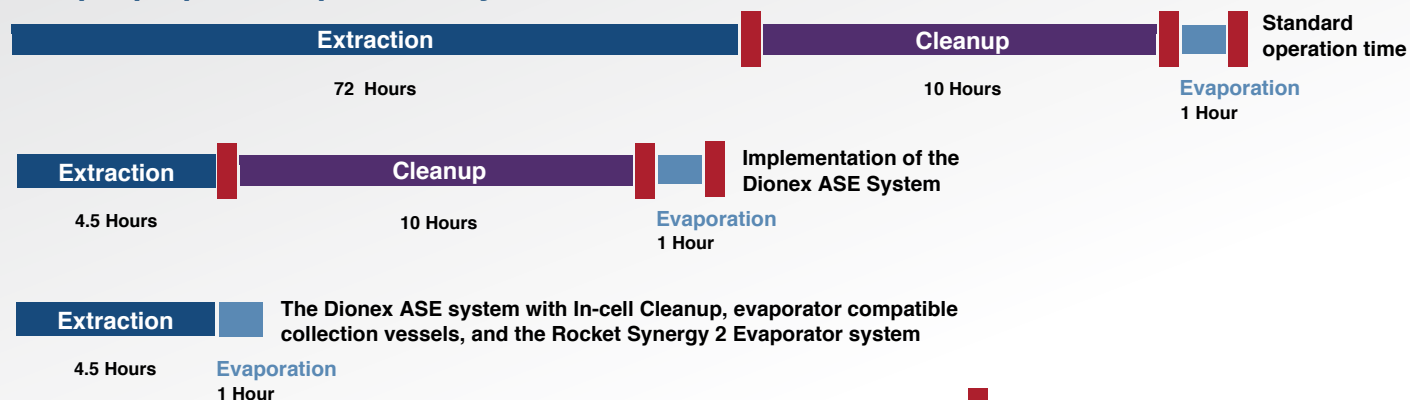 Extraction
Cleanup
Standard
operation time
72 Hours
10 Hours
Evaporation
1 Hour
Extraction
Cleanup
Implementation of the
Dionex ASE System
4.5 Hours
10 Hours
Evaporation
1 Hour
Extraction
The Dionex ASE system with In-cell Cleanup, evaporator compatible
collection vessels, and the Rocket Synergy 2 Evaporator system
4.5 Hours
Evaporation
1 Hour